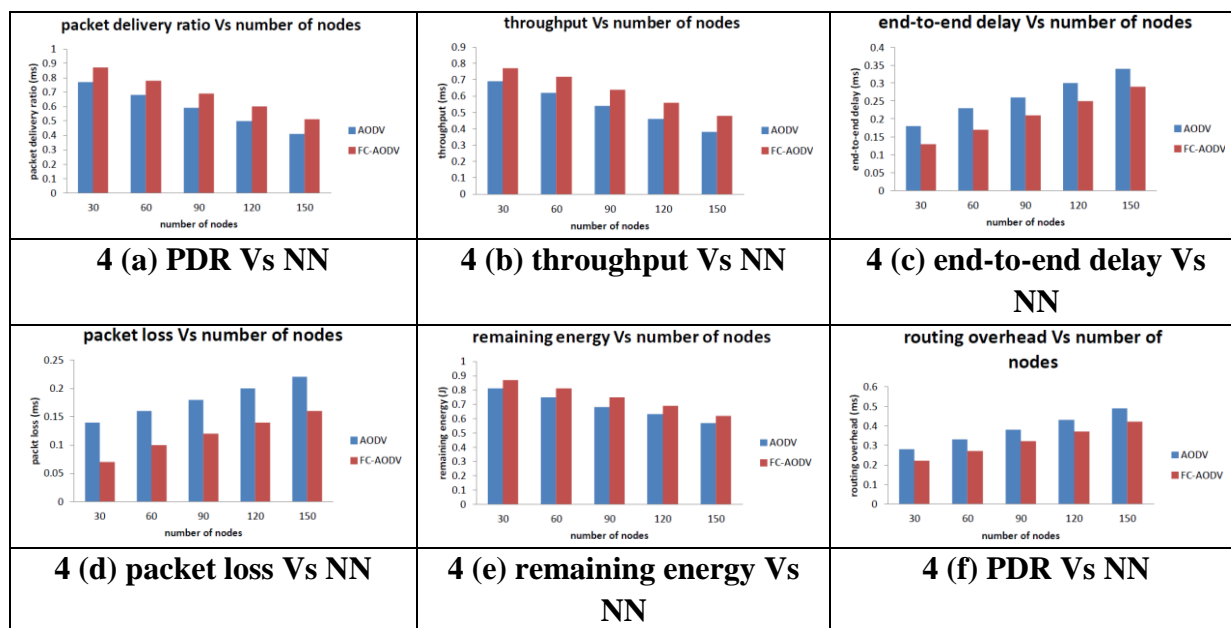 packet delivery ratio Vs number of nodes
packet delivery ratio (ms)
1
0.9
0.8
0.7
0.6
0.5
0.4
0.3
0.2
0.1
0
30 60 90 120 150
number of nodes
AODV
FC-AODV
4 (a) PDR Vs NN
throughput Vs number of nodes
throughput (ms)
0.9
0.8
0.7
0.6
0.5
0.4
0.3
0.2
0.1
0
30 60 90 120 150
number of nodes
AODV
FC-AODV
4 (b) throughput Vs NN
end-to-end delay Vs number of nodes
end-to-end delay (ms)
0.4
0.35
0.3
0.25
0.2
0.15
0.1
0.05
0
30 60 90 120 150
number of nodes
AODV
FC-AODV
4 (c) end-to-end delay Vs
NN
packet loss Vs number of nodes
packt loss (ms)
0.25
0.2
0.15
0.1
0.05
0
30 60 90 120 150
number of nodes
AODV
FC-AODV
4 (d) packet loss Vs NN
remaining energy Vs number of nodes
remaining energy (J)
1
0.9
0.8
0.7
0.6
0.5
0.4
0.3
0.2
0.1
0
30 60 90 120 150
number of nodes
AODV
FC-AODV
4 (e) remaining energy Vs
NN
routing overhead Vs number of
nodes
routing overhead (ms)
0.6
0.5
0.4
0.3
0.2
0.1
0
30 60 90 120 150
number of nodes
AODV
FC-AODV
4 (f) PDR Vs NN